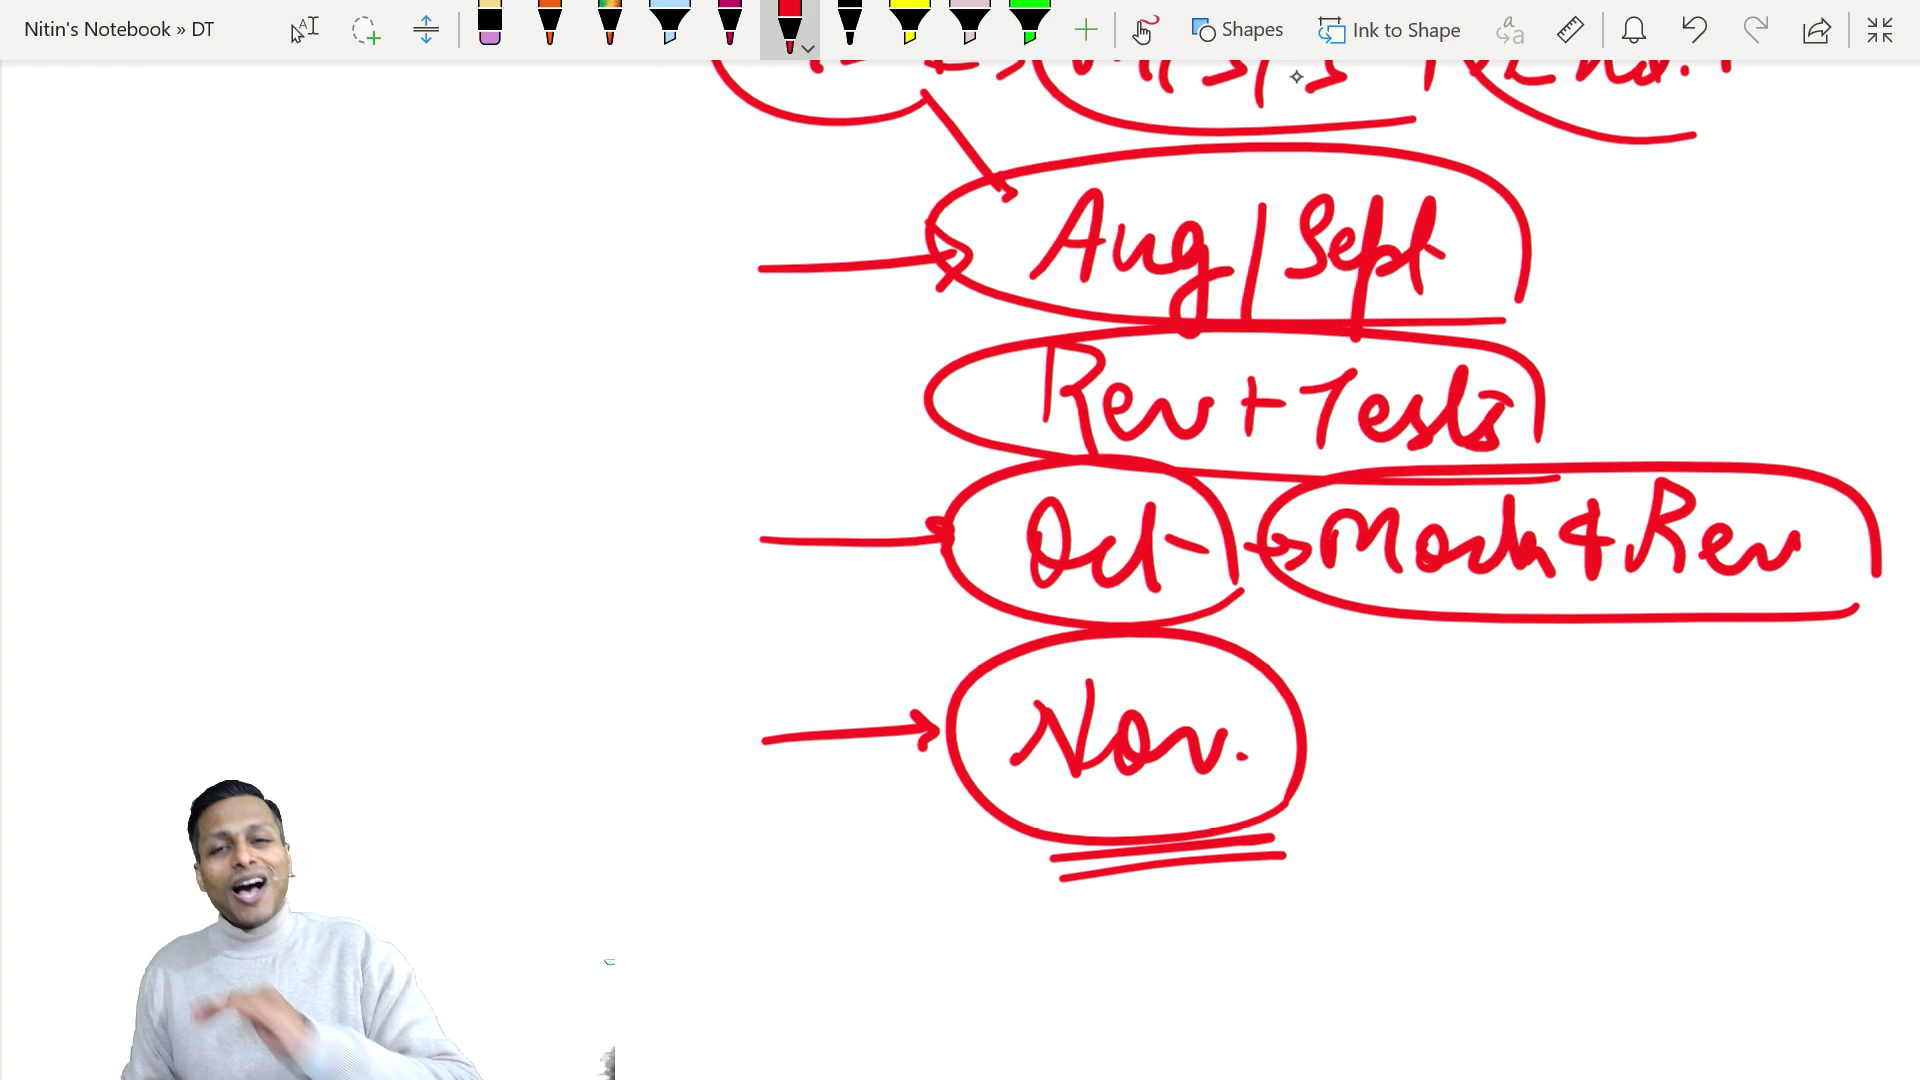 Nitin's Notebook » DT
Shapes
Ink to Shape
Aug/Sept
Rev + Tests
Oct → Mock & Rev
Nov.